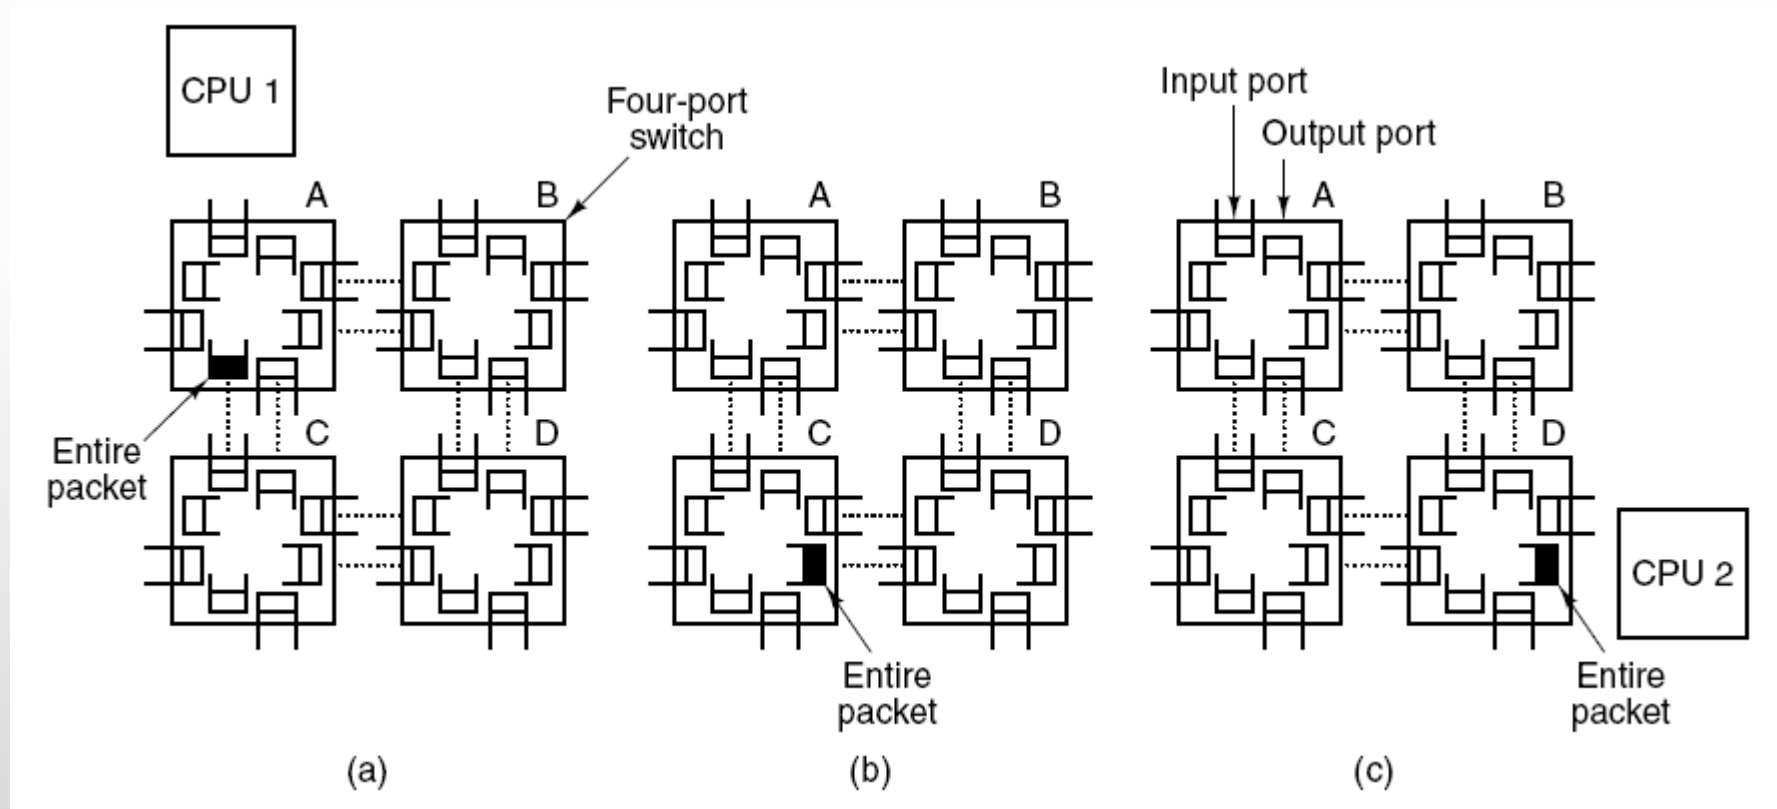 CPU 1
Four-port
switch
Input port
Output port
A
B
A
B
A
B
Entire
packet
C
D
C
D
C
D
CPU 2
Entire
packet
Entire
packet
(a)
(b)
(c)